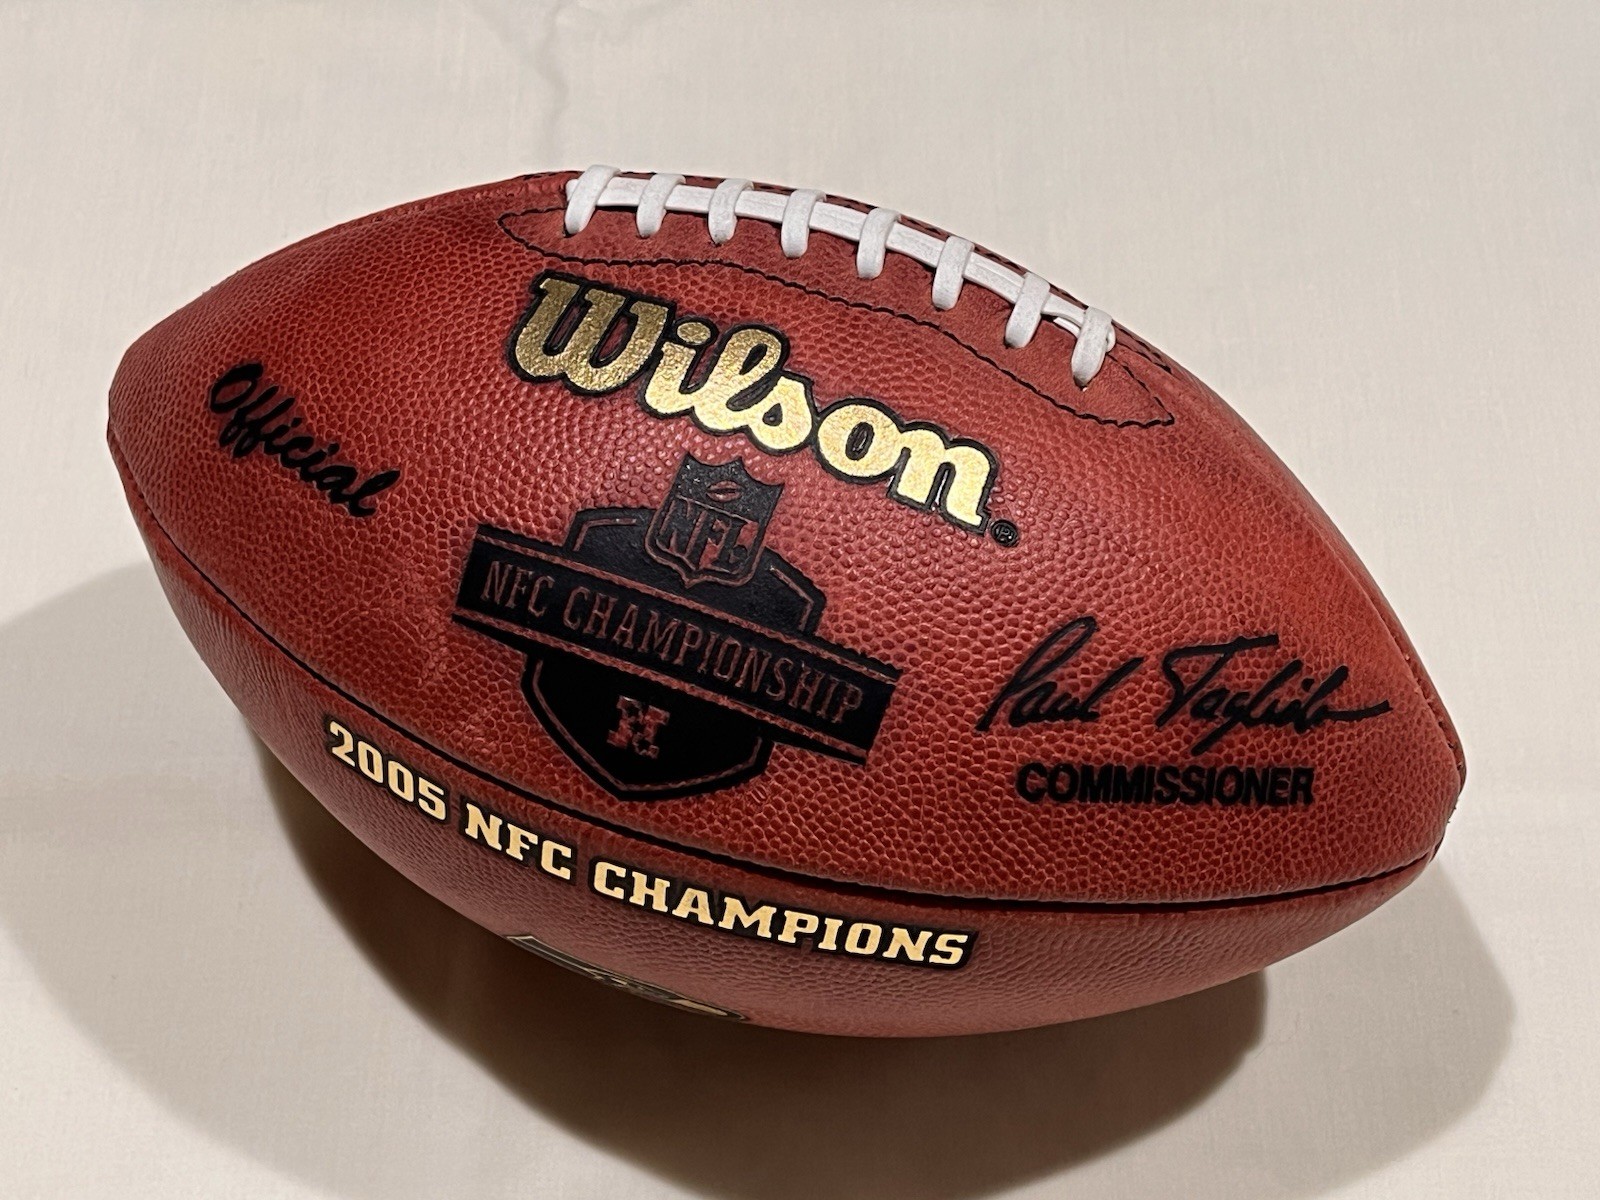 Wilson®
Official
NFL
NFC CHAMPIONSHIP
N
Paul Tagliabue
COMMISSIONER
2005 NFC CHAMPIONS